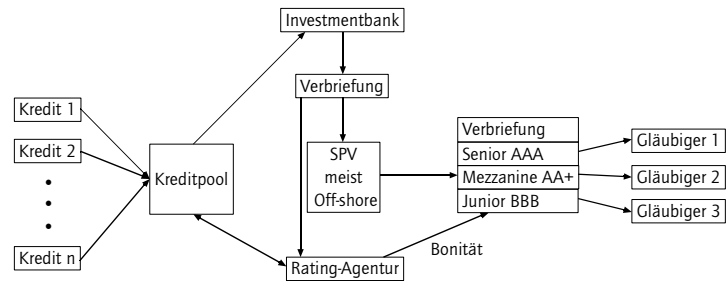 Investmentbank
Verbriefung
Kredit 1
Kredit 2
Kredit n
Kreditpool
SPV
meist
Off-shore
Verbriefung
Senior AAA
Mezzanine AA+
Junior BBB
Gläubiger 1
Gläubiger 2
Gläubiger 3
Bonität
Rating-Agentur